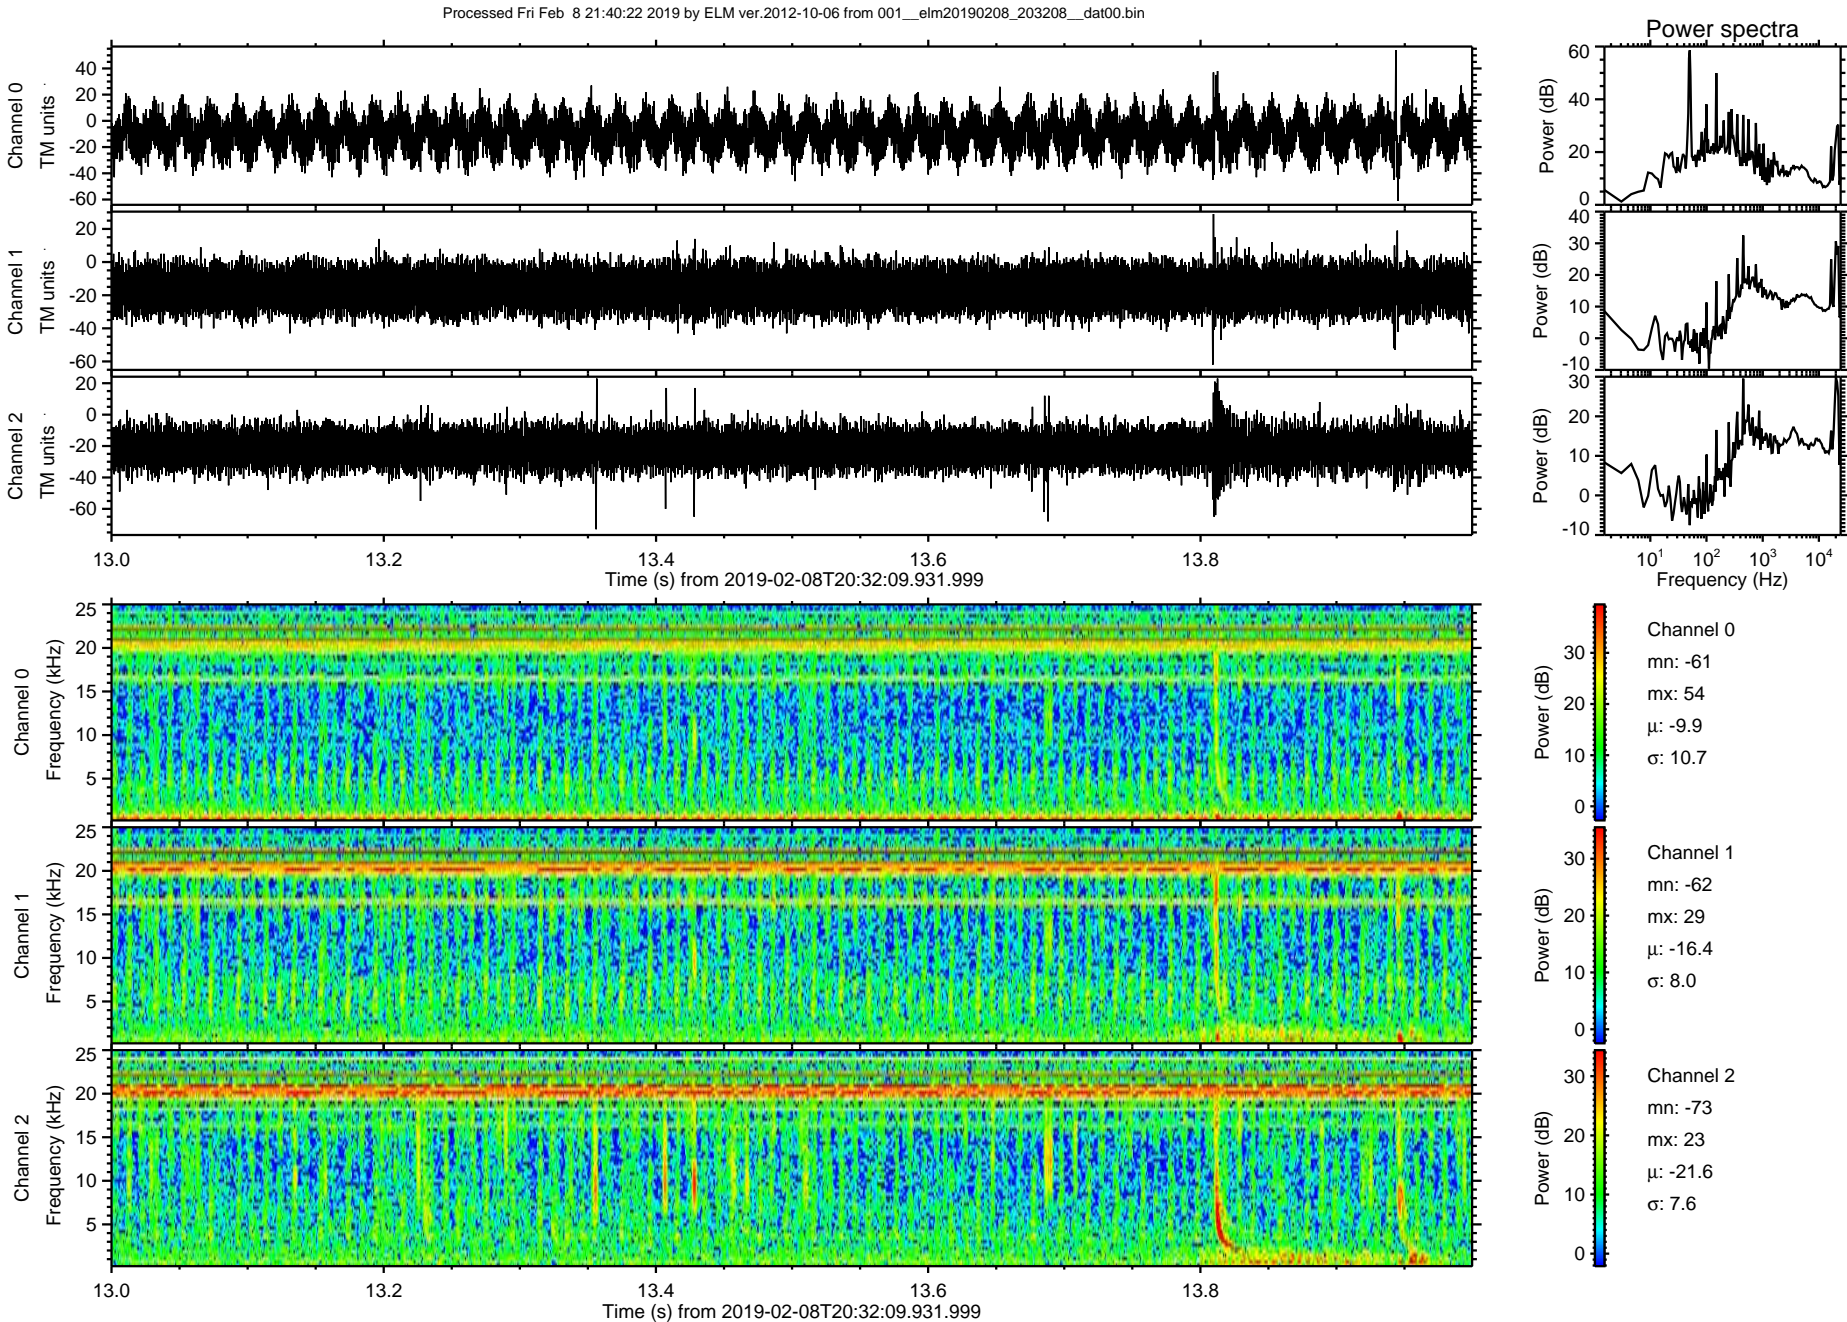 Processed Fri Feb  8 21:40:22 2019 by ELM ver.2012-10-06 from 001__elm20190208_203208__dat00.bin
Power spectra
Channel 0
TM units
40
20
0
-20
-40
-60
Power (dB)
60
40
20
0
Channel 1
TM units
20
0
-20
-40
-60
Power (dB)
40
30
20
10
0
-10
Channel 2
TM units
20
0
-20
-40
-60
Power (dB)
30
20
10
0
-10
13.0
13.2
13.4
13.6
13.8
10^1
10^2
10^3
10^4
Time (s) from 2019-02-08T20:32:09.931.999
Frequency (Hz)
Channel 0
Frequency (kHz)
25
20
15
10
5
Power (dB)
30
20
10
0
Channel 0
mn: -61
mx: 54
μ: -9.9
σ: 10.7
Channel 1
Frequency (kHz)
25
20
15
10
5
Power (dB)
30
20
10
0
Channel 1
mn: -62
mx: 29
μ: -16.4
σ: 8.0
Channel 2
Frequency (kHz)
25
20
15
10
5
Power (dB)
30
20
10
0
Channel 2
mn: -73
mx: 23
μ: -21.6
σ: 7.6
13.0
13.2
13.4
13.6
13.8
Time (s) from 2019-02-08T20:32:09.931.999